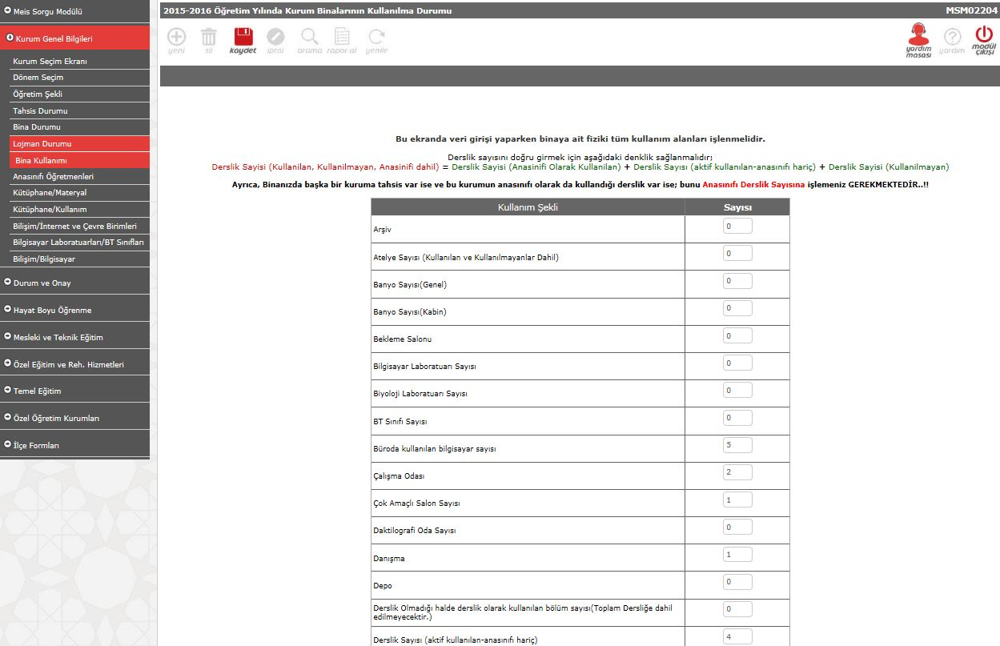 Meis Sorgu Modülü
Kurum Genel Bilgileri
Kurum Seçim Ekranı
Dönem Seçim
Öğretim Şekli
Tahsis Durumu
Bina Durumu
Lojman Durumu
Bina Kullanımı
Anasınıfı Öğretmenleri
Kütüphane/Materyal
Kütüphane/Kullanım
Bilişim/İnternet ve Çevre Birimleri
Bilgisayar Laboratuarları/BT Sınıfları
Bilişim/Bilgisayar
Durum ve Onay
Hayat Boyu Öğrenme
Mesleki ve Teknik Eğitim
Özel Eğitim ve Reh. Hizmetleri
Temel Eğitim
Özel Öğretim Kurumları
İlçe Formları
2015-2016 Öğretim Yılında Kurum Binalarının Kullanılma Durumu MSM02204
yeni sil kaydet iptal arama rapor al yenile
yardım masası yardım modül çıkışı
Bu ekranda veri girişi yaparken binaya ait fiziki tüm kullanım alanları işlenmelidir.
Derslik sayısını doğru girmek için aşağıdaki denklik sağlanmalıdır;
Derslik Sayisi (Kullanilan, Kullanilmayan, Anasinifi dahil) = Derslik Sayisi (Anasinifi Olarak Kullanilan) + Derslik Sayısı (aktif kullanılan-anasınıfı hariç) + Derslik Sayisi (Kullanilmayan)
Ayrıca, Binanızda başka bir kuruma tahsis var ise ve bu kurumun anasınıfı olarak da kullandığı derslik var ise; bunu Anasınıfı Derslik Sayısına işlemeniz GEREKMEKTEDİR..!!
Kullanım Şekli Sayısı
Arşiv 0
Atelye Sayısı (Kullanılan ve Kullanılmayanlar Dahil) 0
Banyo Sayısı(Genel) 0
Banyo Sayısı(Kabin) 0
Bekleme Salonu 0
Bilgisayar Laboratuarı Sayısı 0
Biyoloji Laboratuarı Sayısı 0
BT Sınıfı Sayısı 0
Büroda kullanılan bilgisayar sayısı 5
Çalışma Odası 2
Çok Amaçlı Salon Sayısı 1
Daktilografi Oda Sayısı 0
Danışma 1
Depo 0
Derslik Olmadığı halde derslik olarak kullanılan bölüm sayısı(Toplam Dersliğe dahil
edilmeyecektir.) 0
Derslik Sayısı (aktif kullanılan-anasınıfı hariç) 4